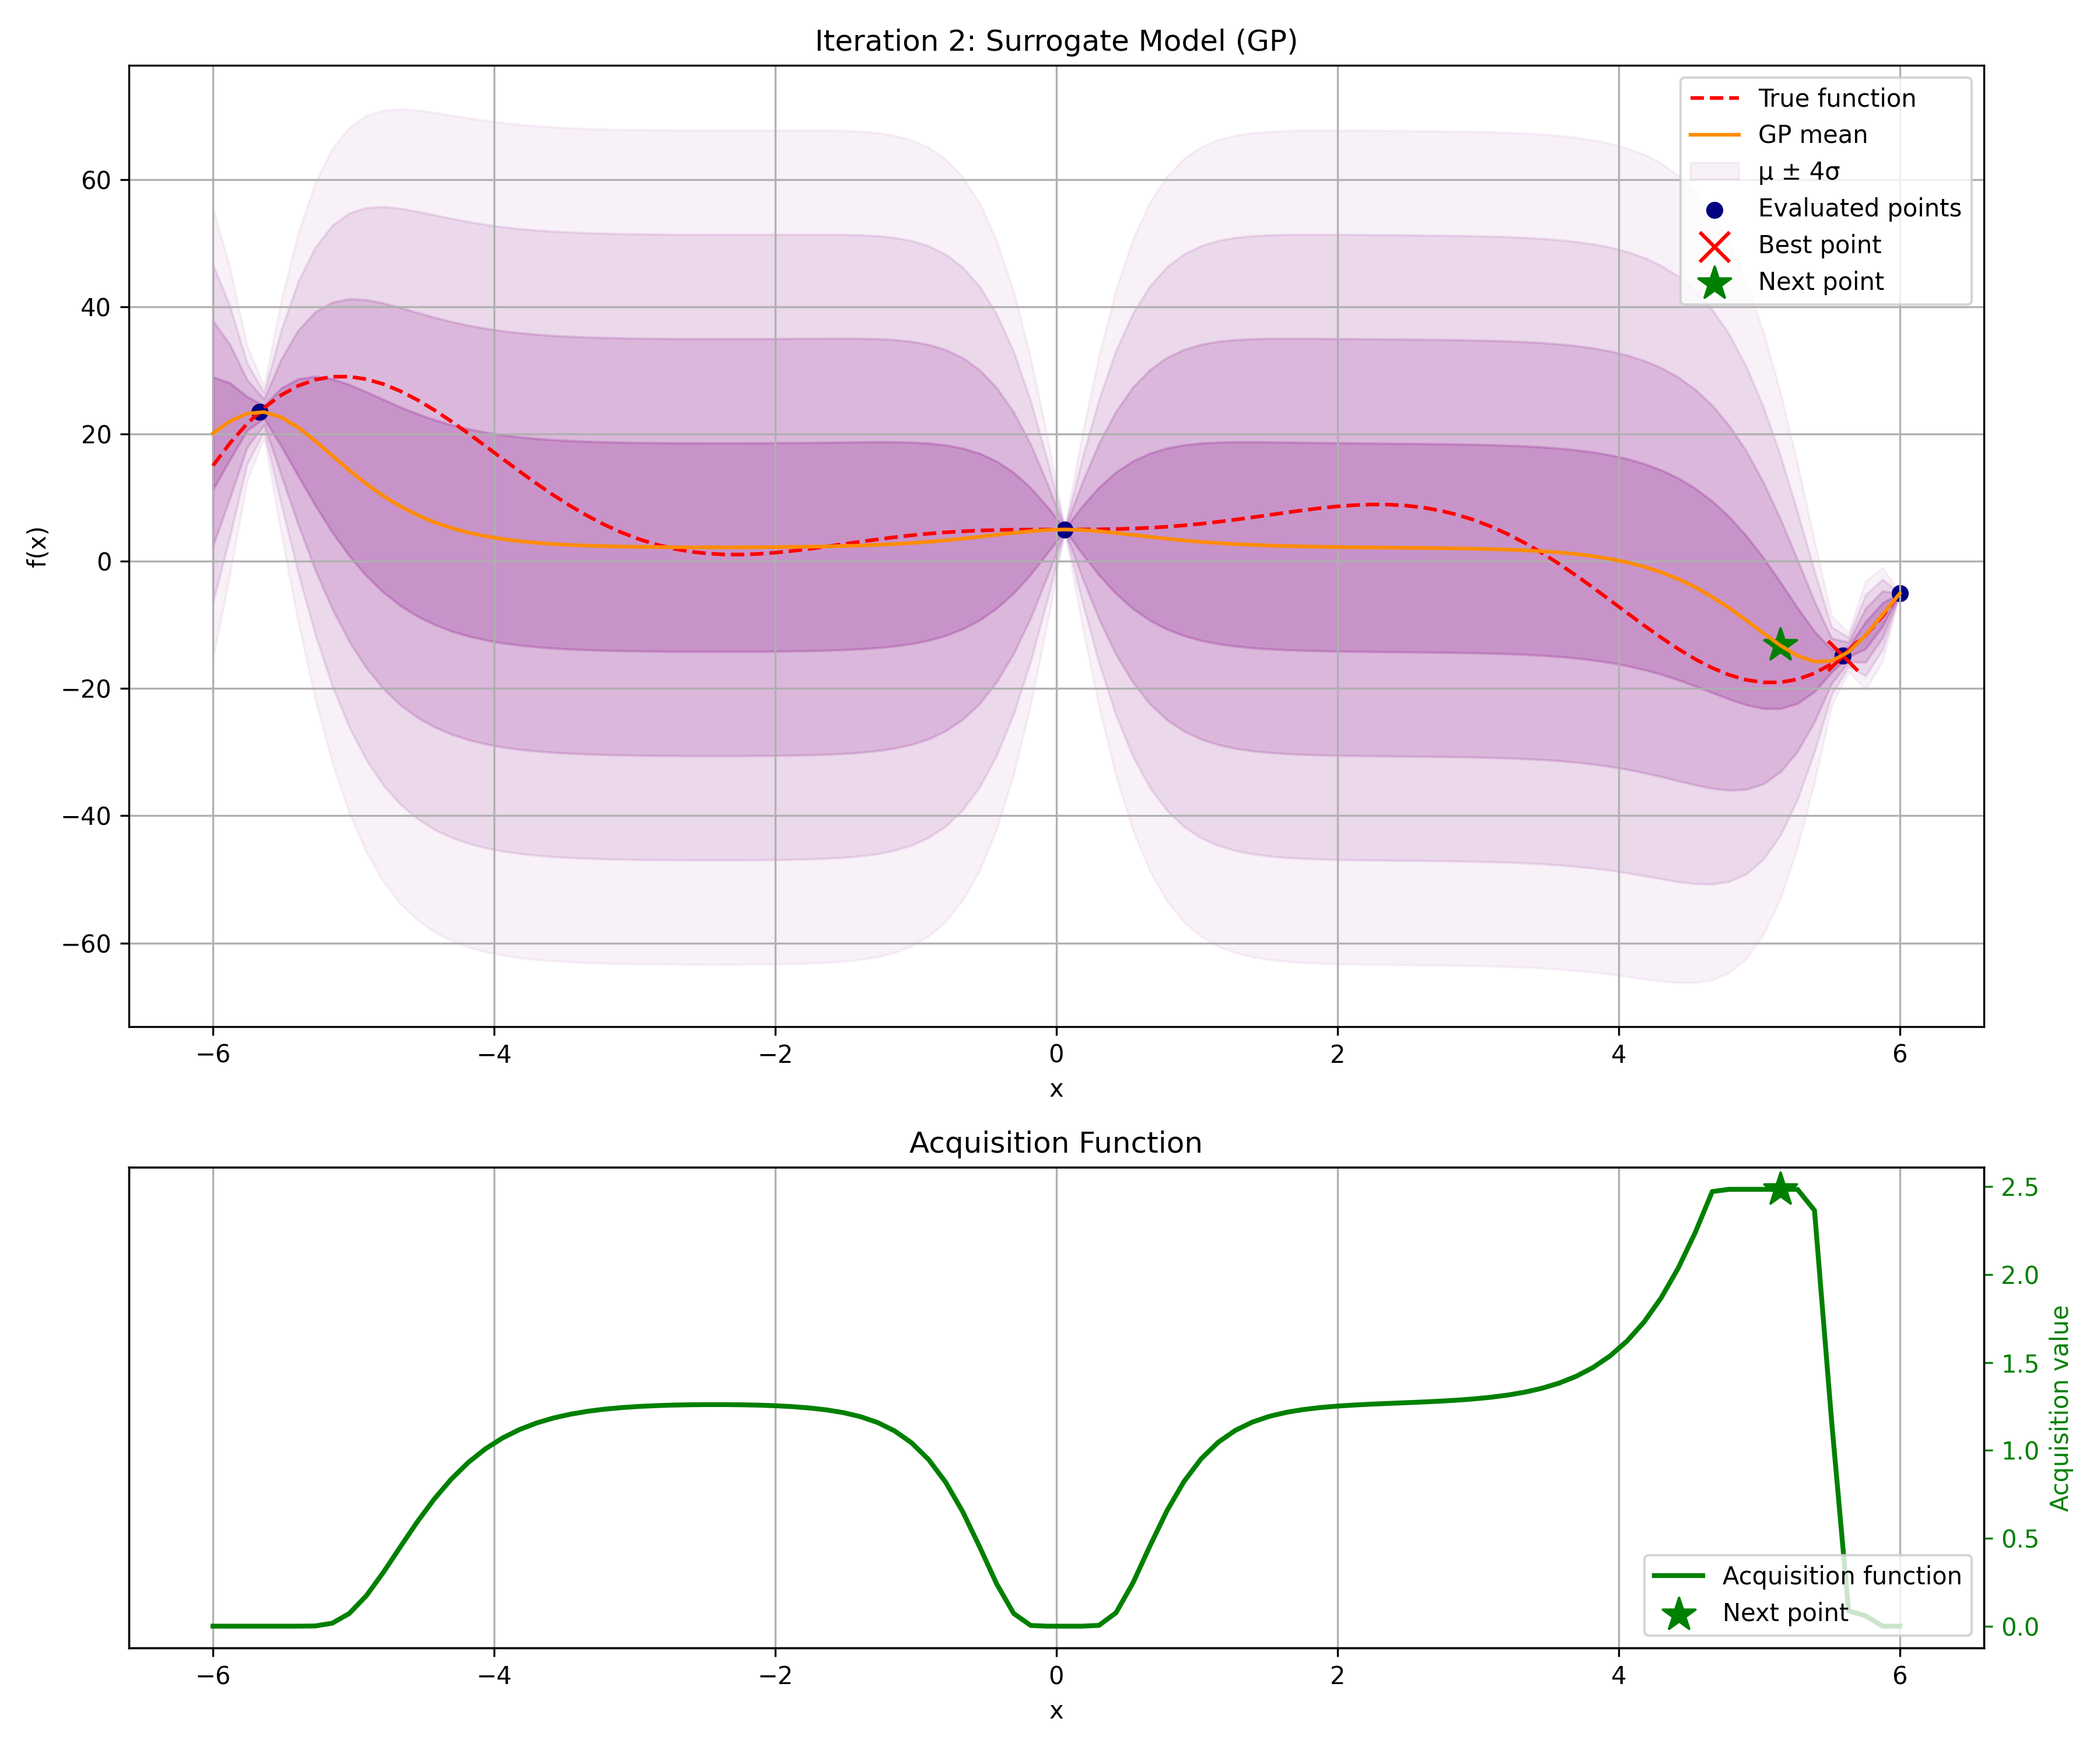 Iteration 2: Surrogate Model (GP)
True function
GP mean
μ ± 4σ
Evaluated points
Best point
Next point
f(x)
60
40
20
0
−20
−40
−60
−6 −4 −2 0 2 4 6
x
Acquisition Function
2.5
2.0
1.5
1.0
0.5
0.0
Acquisition value
Acquisition function
Next point
−6 −4 −2 0 2 4 6
x